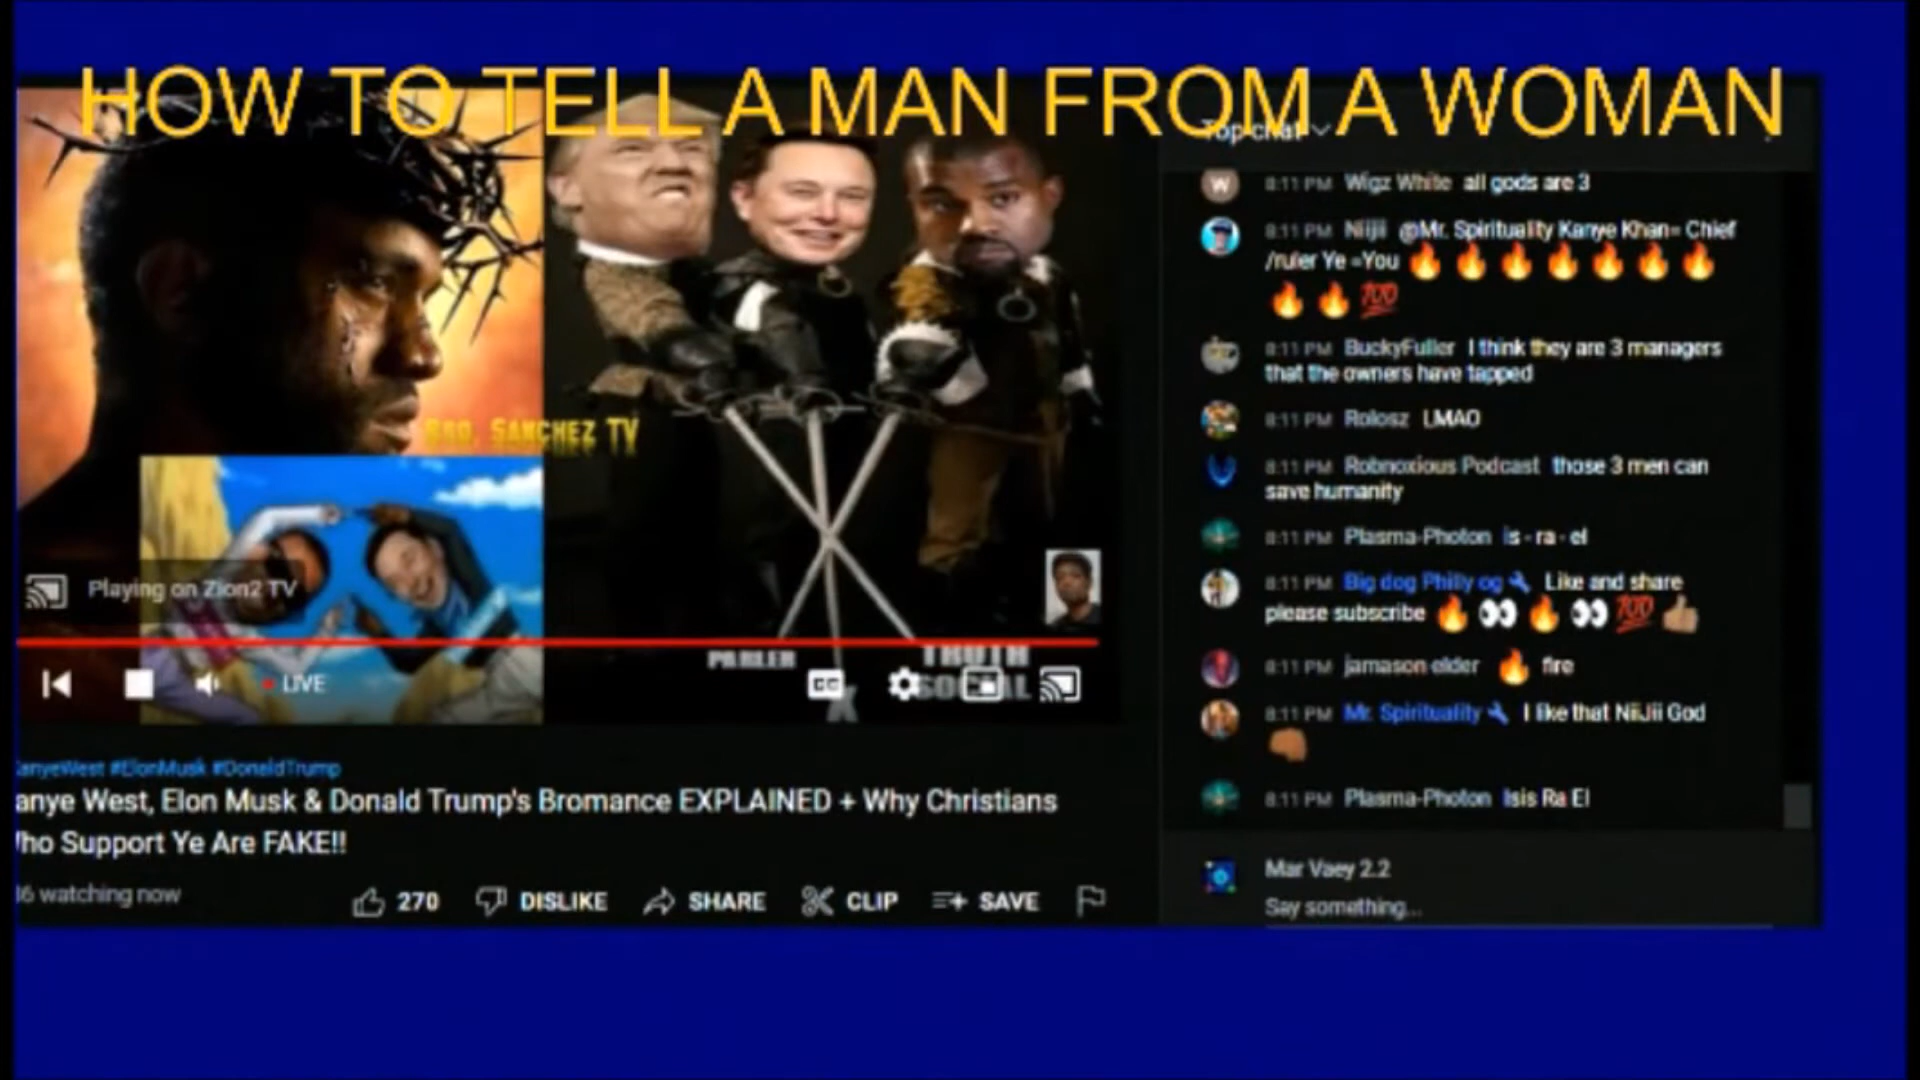 HOW TO TELL A MAN FROM A WOMAN
BRO. SANCHEZ TV
Playing on Zion2 TV
LIVE
PARLER
CC
TRUTH
SOCIAL
X
anyeWest #ElonMusk #DonaldTrump
anye West, Elon Musk & Donald Trump's Bromance EXPLAINED + Why Christians
ho Support Ye Are FAKE!!
6 watching now
270 DISLIKE SHARE CLIP SAVE
Top chat
W 8:11 PM Wigz White all gods are 3
8:11 PM Niijii @Mr. Spirituality Kanye Khan= Chief
/ruler Ye =You 🔥🔥🔥🔥🔥🔥🔥
🔥🔥💯
8:11 PM BuckyFuller I think they are 3 managers
that the owners have tapped
8:11 PM Rolosz LMAO
8:11 PM Robnoxious Podcast those 3 men can
save humanity
8:11 PM Plasma-Photon is - ra - el
8:11 PM Big dog Philly og Like and share
please subscribe 🔥👀🔥👀💯👍
8:11 PM jamason elder 🔥 fire
8:11 PM Mr. Spirituality I like that NiiJii God
8:11 PM Plasma-Photon Isis Ra El
Mar Vaey 2.2
Say something...